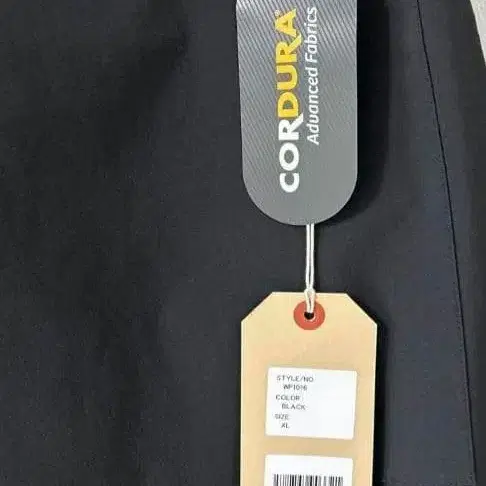 CORDURA®
Advanced Fabrics
STYLE/NO
WP1016
COLOR
BLACK
SIZE
XL